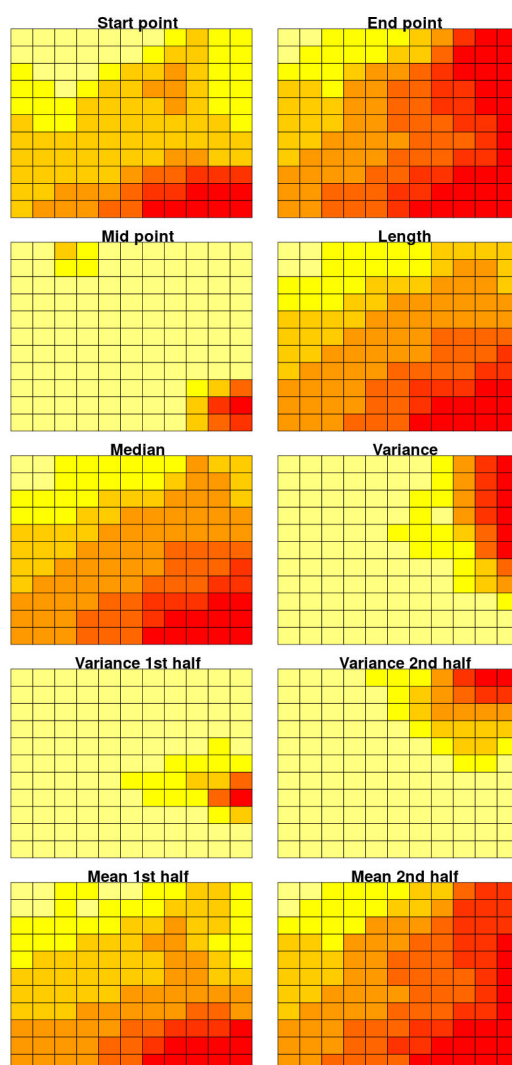 Start point
End point
Mid point
Length
Median
Variance
Variance 1st half
Variance 2nd half
Mean 1st half
Mean 2nd half